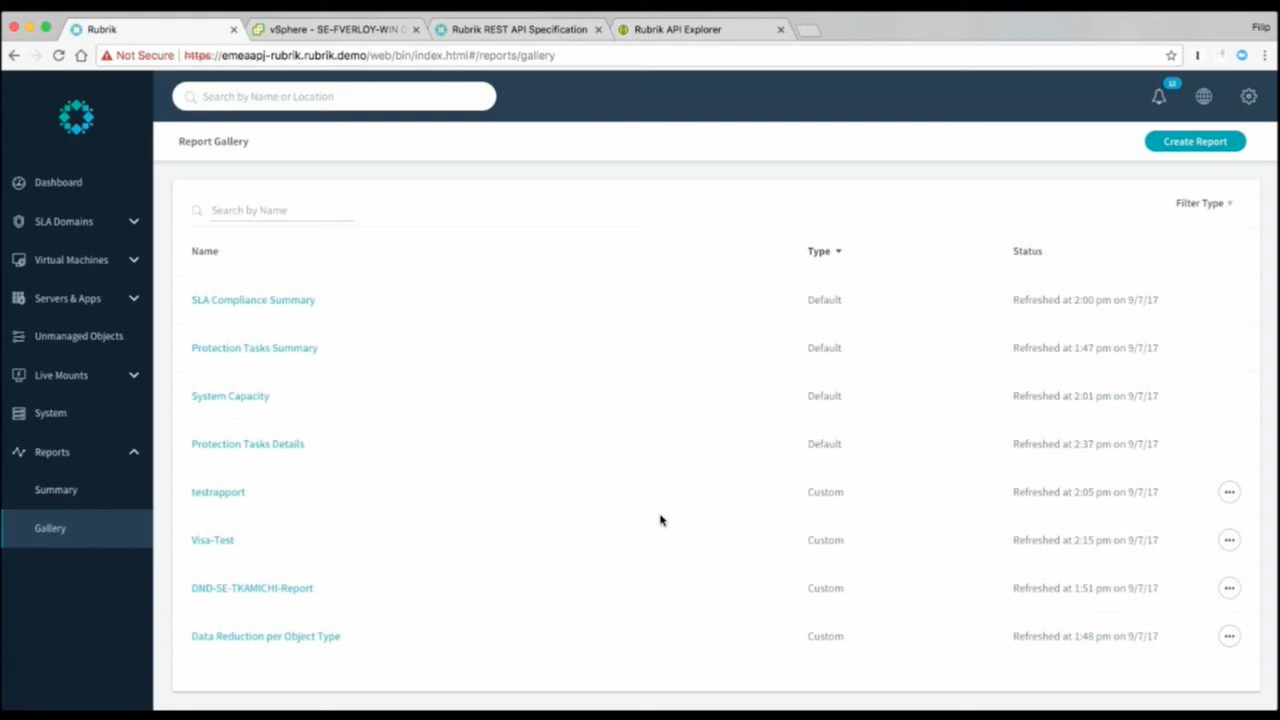 Rubrik
vSphere - SE-FVERLOY-WIN
Rubrik REST API Specification
Rubrik API Explorer
Filip
Not Secure
https://emeaapj-rubrik.rubrik.demo/web/bin/index.html#/reports/gallery
Search by Name or Location
12
Report Gallery
Create Report
Dashboard
SLA Domains
Virtual Machines
Servers & Apps
Unmanaged Objects
Live Mounts
System
Reports
Summary
Gallery
Search by Name
Filter Type
Name Type Status
SLA Compliance Summary Default Refreshed at 2:00 pm on 9/7/17
Protection Tasks Summary Default Refreshed at 1:47 pm on 9/7/17
System Capacity Default Refreshed at 2:01 pm on 9/7/17
Protection Tasks Details Default Refreshed at 2:37 pm on 9/7/17
testrapport Custom Refreshed at 2:05 pm on 9/7/17
Visa-Test Custom Refreshed at 2:15 pm on 9/7/17
DND-SE-TKAMICHI-Report Custom Refreshed at 1:51 pm on 9/7/17
Data Reduction per Object Type Custom Refreshed at 1:48 pm on 9/7/17